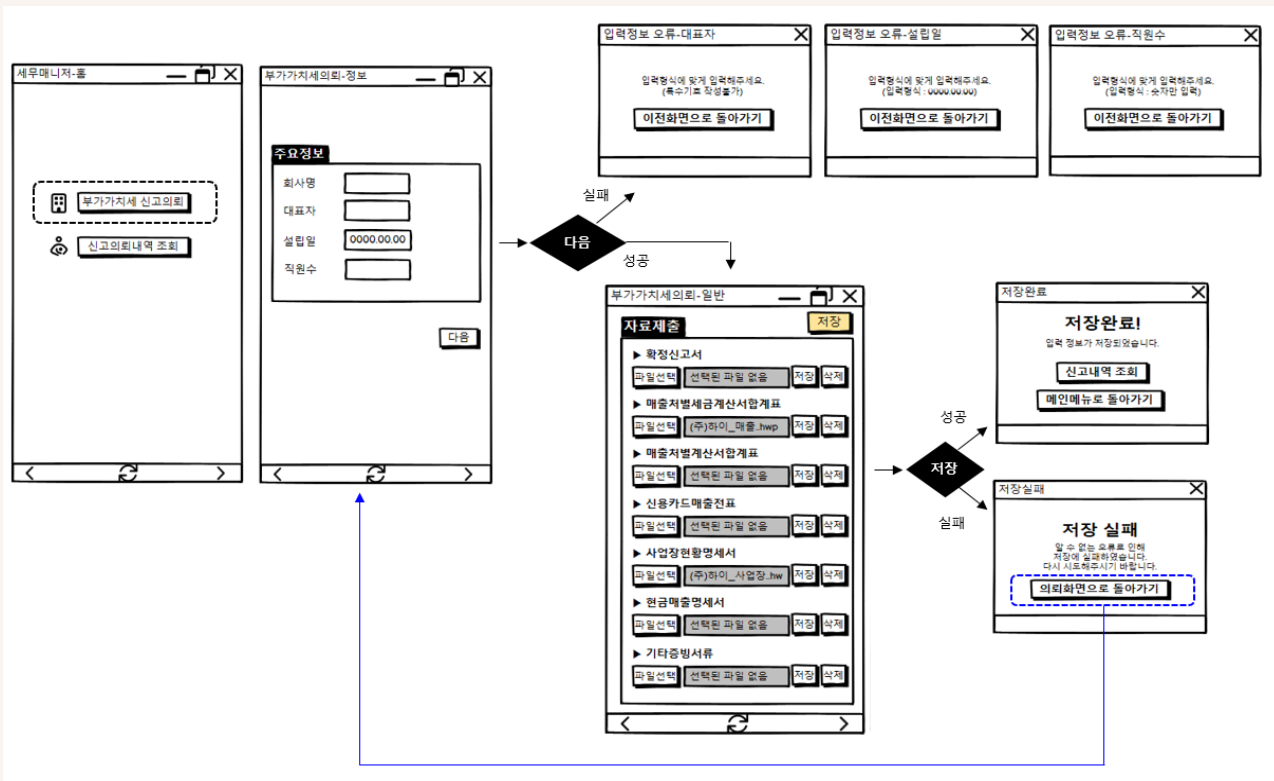 세무매니저-홈
부가가치세 신고의뢰
신고의뢰내역 조회
부가가치세의뢰-정보
주요정보
회사명
대표자
설립일 0000.00.00
직원수
다음
다음
실패
성공
입력정보 오류-대표자
입력형식에 맞게 입력해주세요.
(특수기호 작성불가)
이전화면으로 돌아가기
입력정보 오류-설립일
입력형식에 맞게 입력해주세요.
(입력형식 : 0000.00.00)
이전화면으로 돌아가기
입력정보 오류-직원수
입력형식에 맞게 입력해주세요.
(입력형식 : 숫자만 입력)
이전화면으로 돌아가기
부가가치세의뢰-일반
자료제출 저장
▶ 확정신고서
파일선택 선택된 파일 없음 저장 삭제
▶ 매출처별세금계산서합계표
파일선택 (주)하이_매출.hwp 저장 삭제
▶ 매출처별계산서합계표
파일선택 선택된 파일 없음 저장 삭제
▶ 신용카드매출전표
파일선택 선택된 파일 없음 저장 삭제
▶ 사업장현황명세서
파일선택 (주)하이_사업장.hw 저장 삭제
▶ 현금매출명세서
파일선택 선택된 파일 없음 저장 삭제
▶ 기타증빙서류
파일선택 선택된 파일 없음 저장 삭제
저장
성공
실패
저장완료
저장완료!
입력 정보가 저장되었습니다.
신고내역 조회
메인메뉴로 돌아가기
저장실패
저장 실패
알 수 없는 오류로 인해
저장에 실패하였습니다.
다시 시도해주시기 바랍니다.
의뢰화면으로 돌아가기